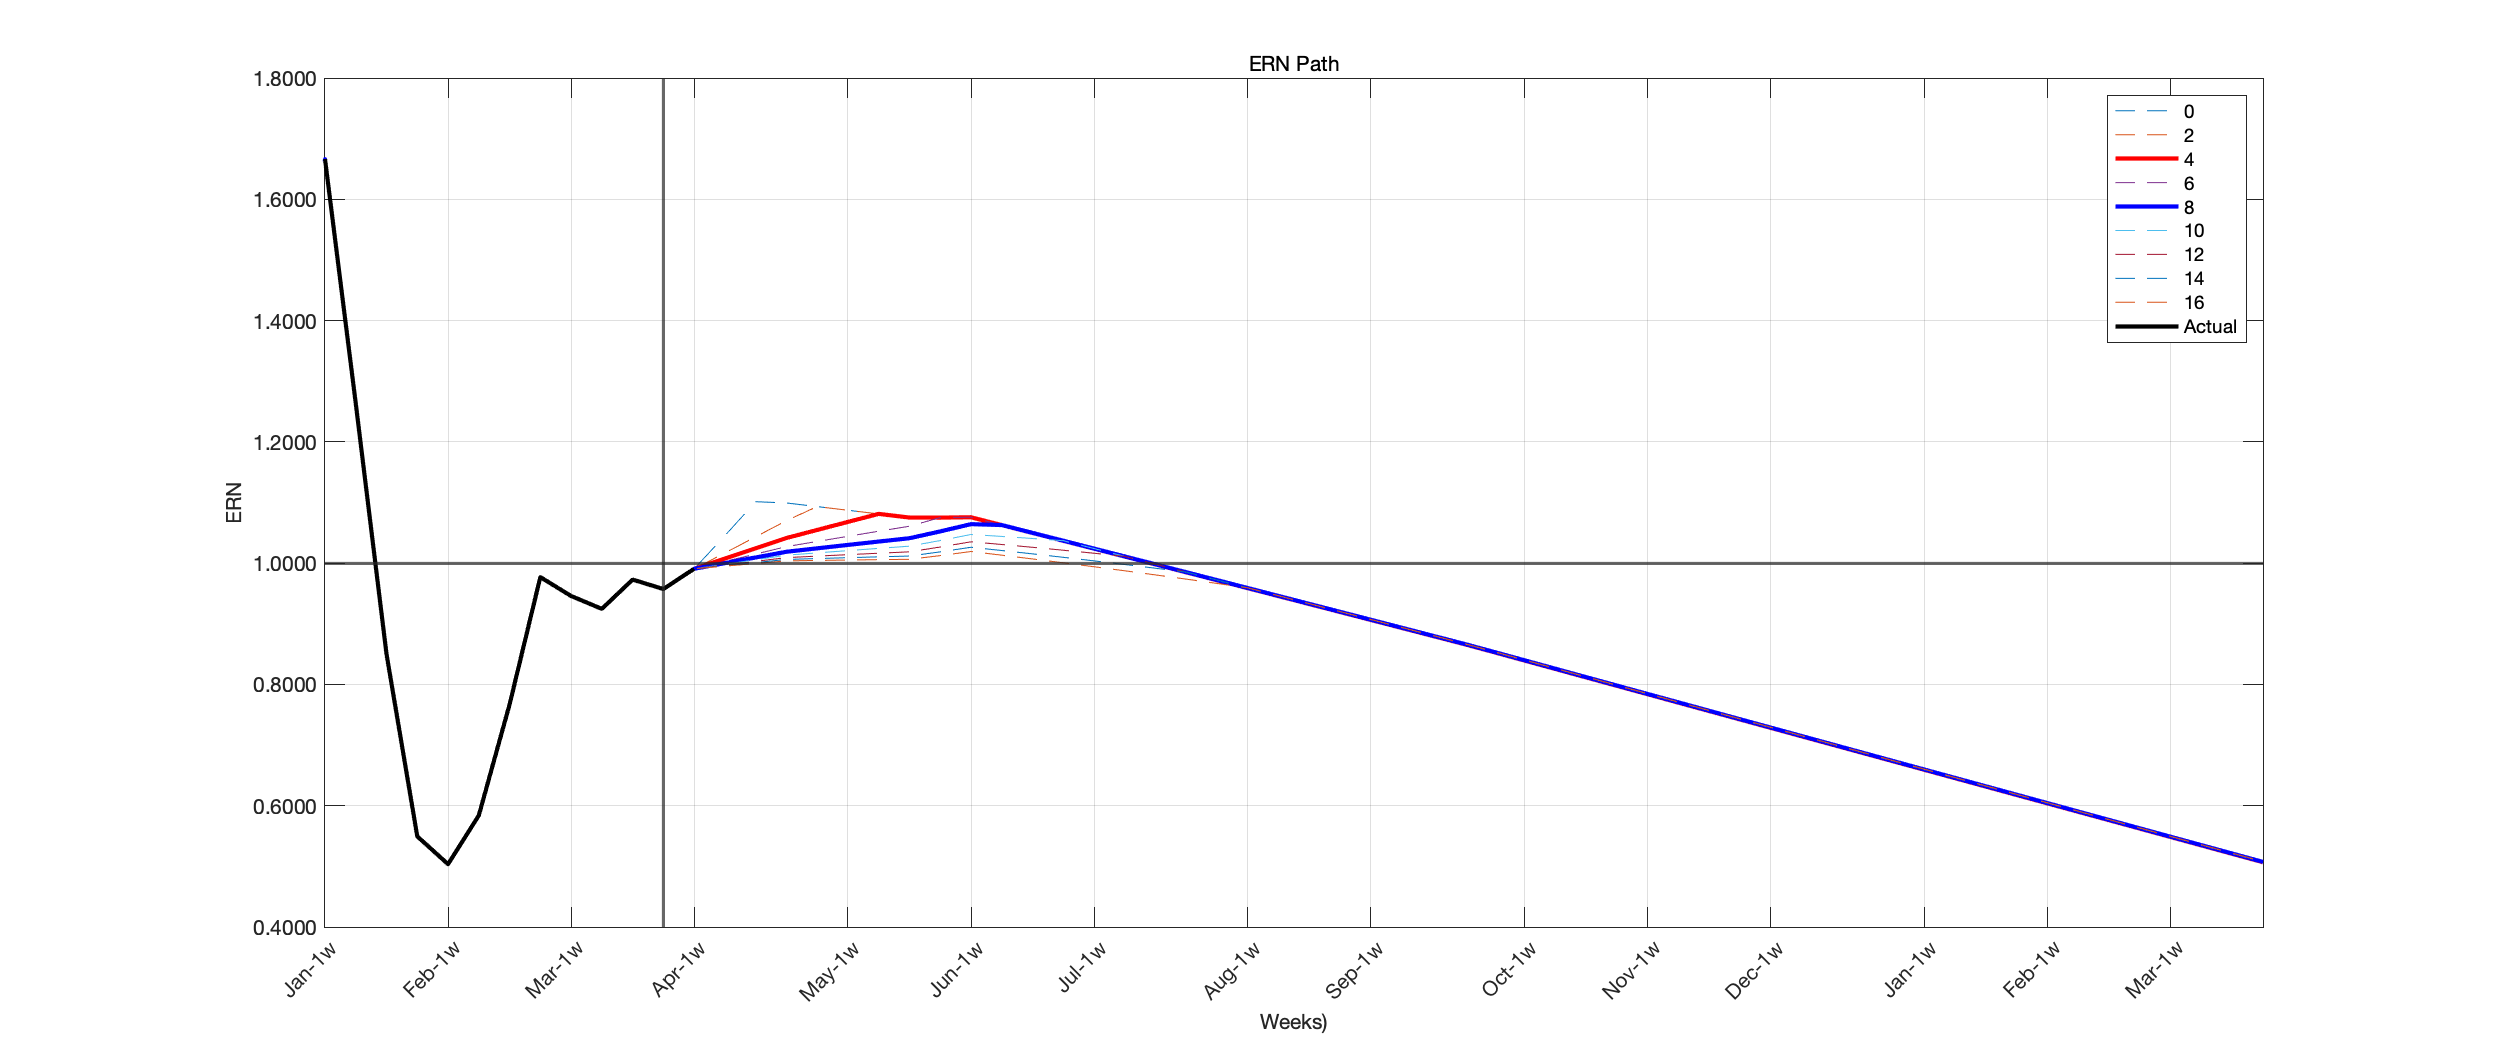 ERN Path
1.8000
1.6000
1.4000
1.2000
1.0000
0.8000
0.6000
0.4000
ERN
0
2
4
6
8
10
12
14
16
Actual
Jan-1w
Feb-1w
Mar-1w
Apr-1w
May-1w
Jun-1w
Jul-1w
Aug-1w
Sep-1w
Oct-1w
Nov-1w
Dec-1w
Jan-1w
Feb-1w
Mar-1w
Weeks)